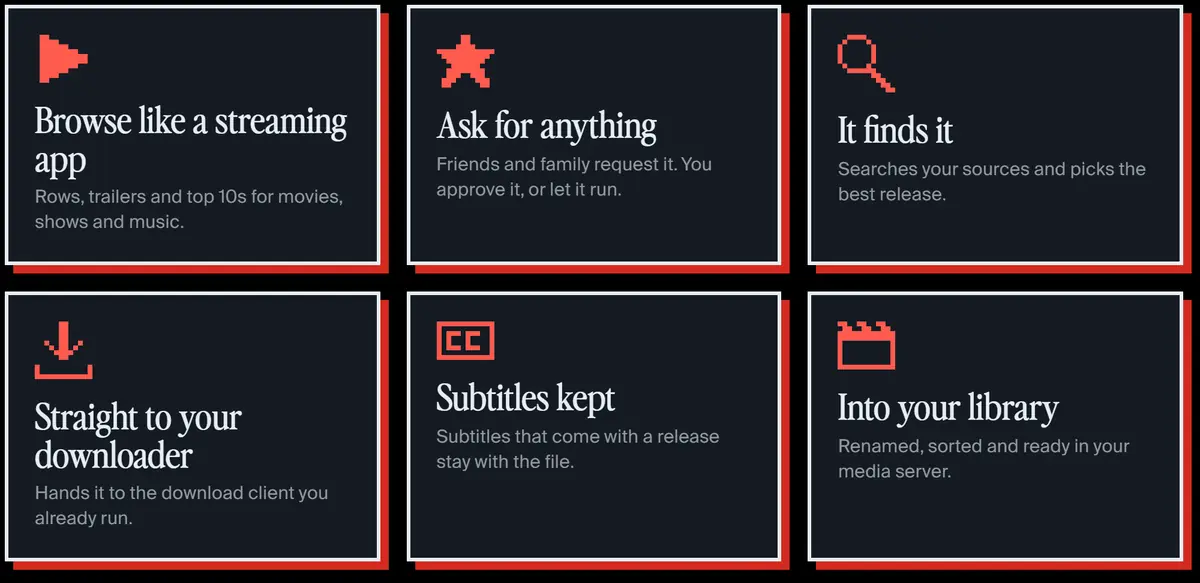 Browse like a streaming
app
Rows, trailers and top 10s for movies,
shows and music.
Ask for anything
Friends and family request it. You
approve it, or let it run.
It finds it
Searches your sources and picks the
best release.
Straight to your
downloader
Hands it to the download client you
already run.
CC
Subtitles kept
Subtitles that come with a release
stay with the file.
Into your library
Renamed, sorted and ready in your
media server.